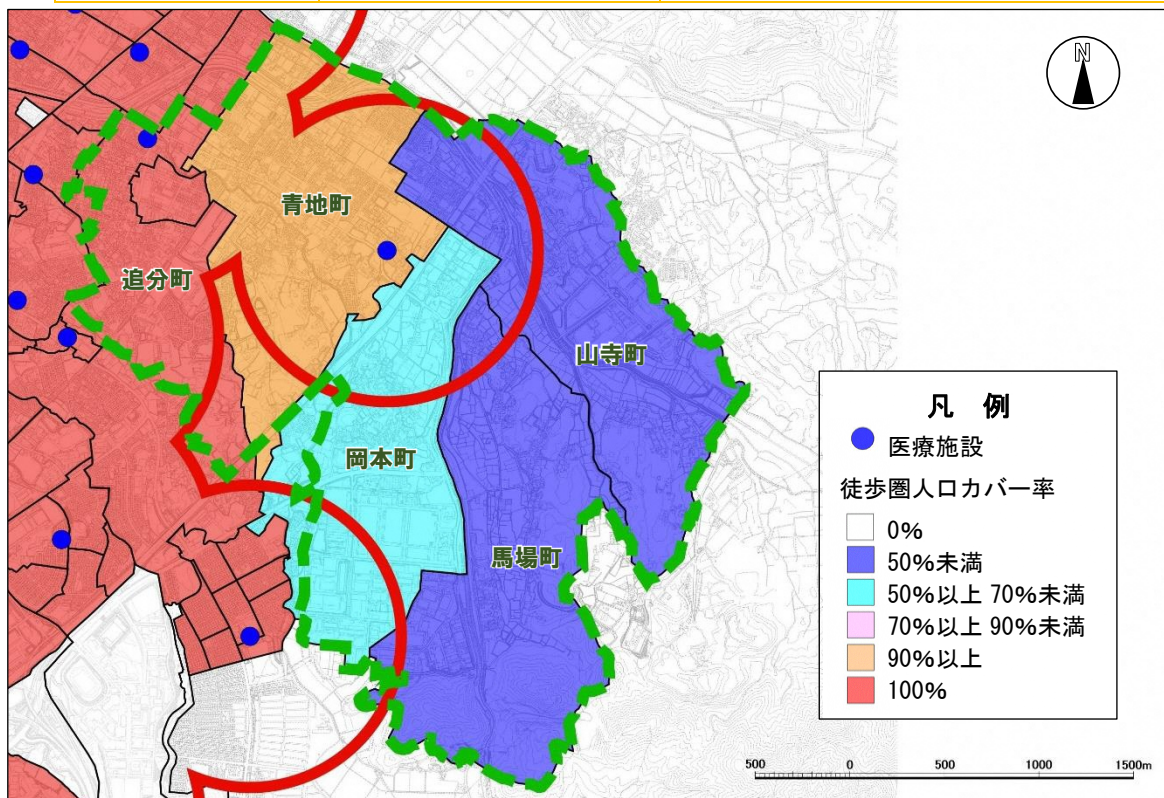 N
青地町
追分町
山寺町
岡本町
馬場町
凡 例
医療施設
徒歩圏人口カバー率
0%
50%未満
50%以上 70%未満
70%以上 90%未満
90%以上
100%
500 0 500 1000 1500m